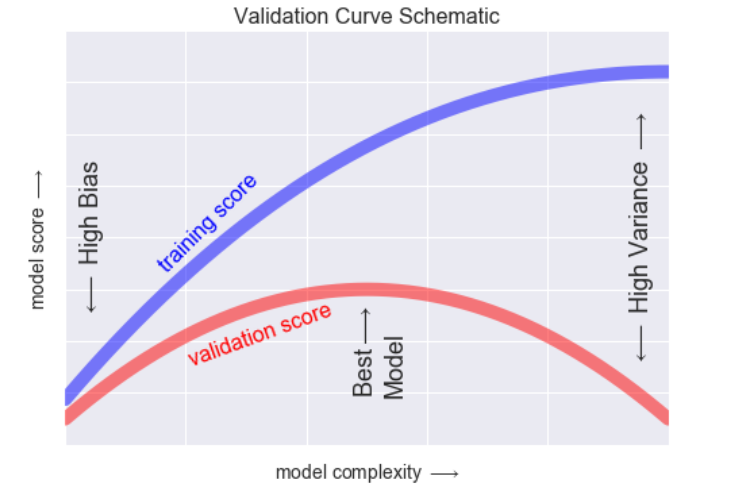 Validation Curve Schematic
model score ⟶
⟵ High Bias
training score
validation score
Best ⟶
Model
⟵ High Variance ⟶
model complexity ⟶